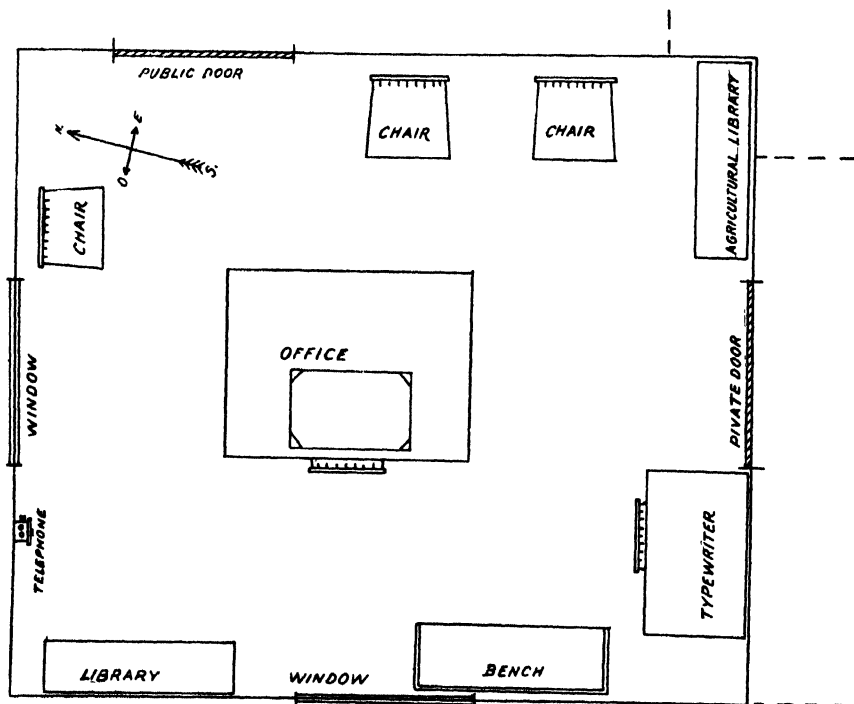 PUBLIC DOOR
CHAIR
CHAIR
AGRICULTURAL LIBRARY
N
E
O
S.
CHAIR
OFFICE
WINDOW
PIVATE DOOR
TELEPHONE
TYPEWRITER
LIBRARY
WINDOW
BENCH